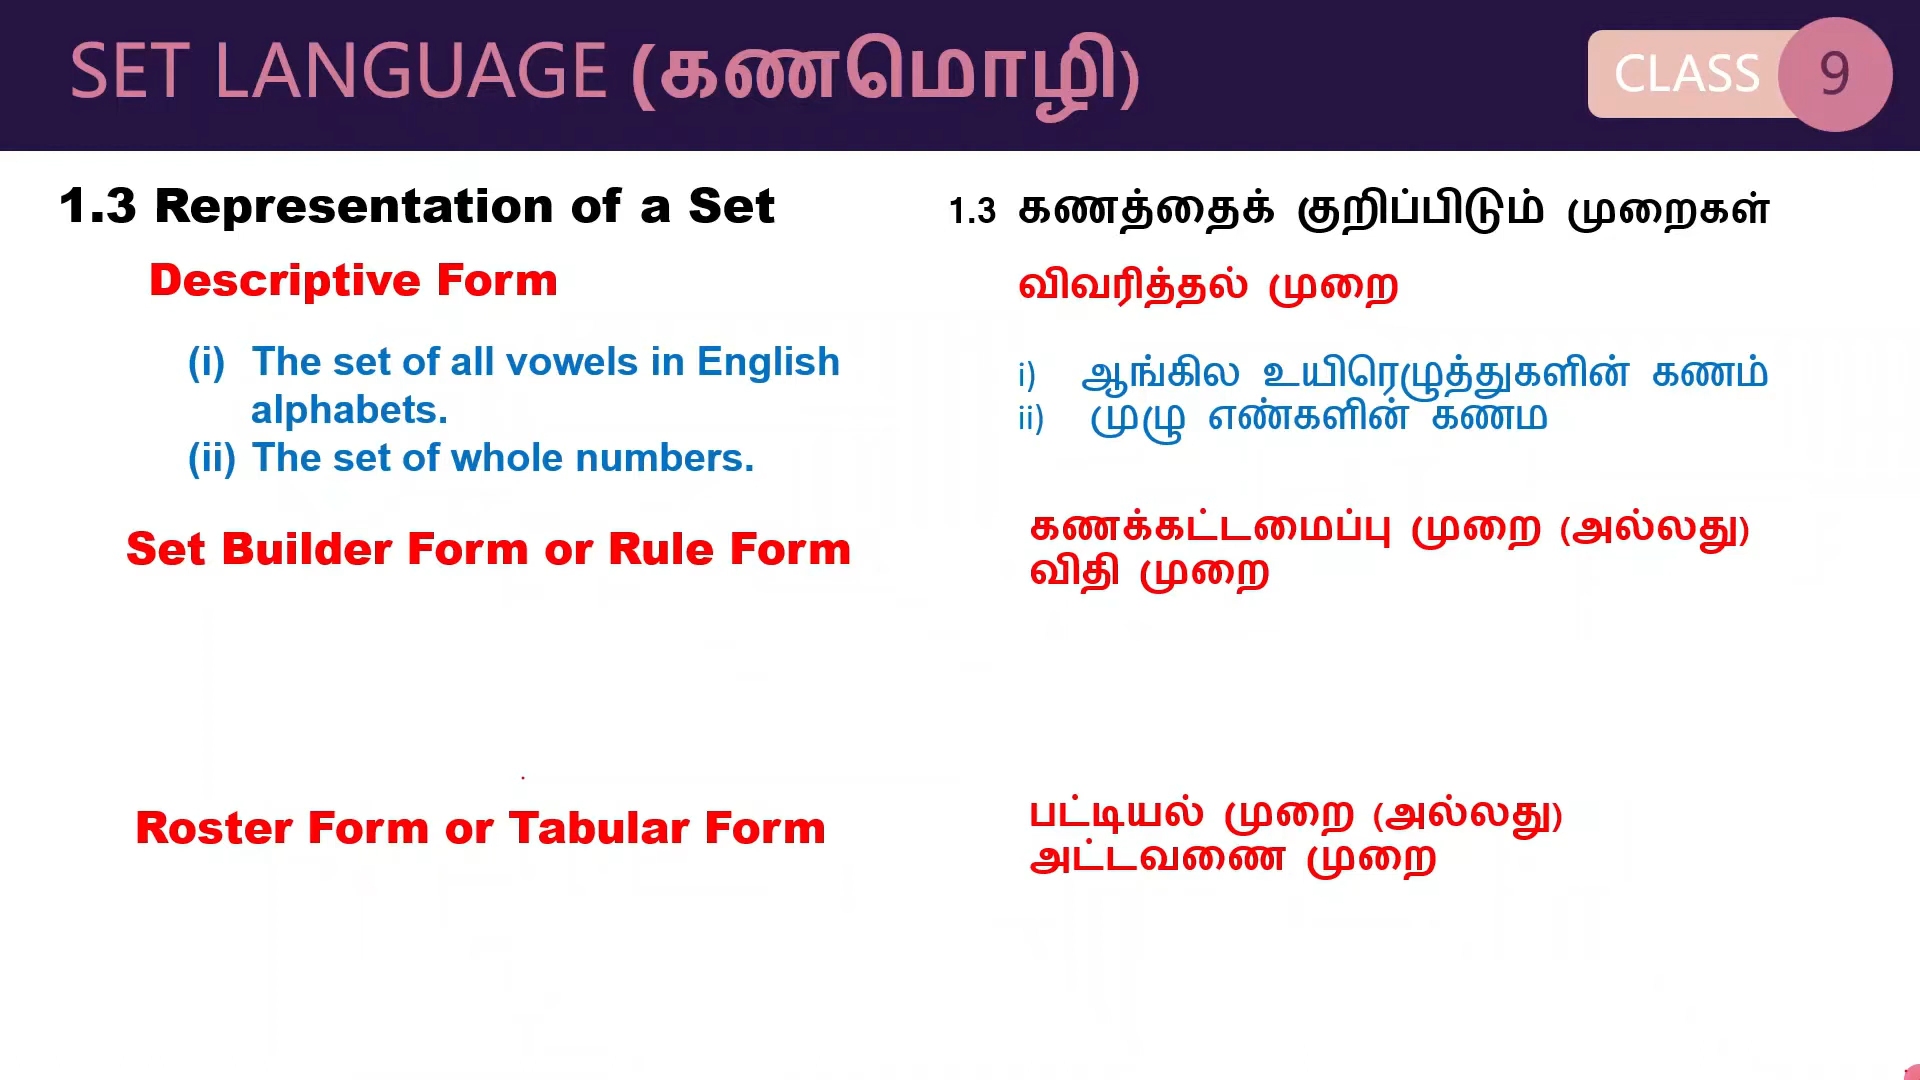 SET LANGUAGE (கணமொழி)
CLASS 9
1.3 Representation of a Set
Descriptive Form
(i) The set of all vowels in English
alphabets.
(ii) The set of whole numbers.
Set Builder Form or Rule Form
Roster Form or Tabular Form
1.3 கணத்தைக் குறிப்பிடும் முறைகள்
விவரித்தல் முறை
i) ஆங்கில உயிரெழுத்துகளின் கணம்
ii) முழு எண்களின் கணம
கணக்கட்டமைப்பு முறை (அல்லது)
விதி முறை
பட்டியல் முறை (அல்லது)
அட்டவணை முறை